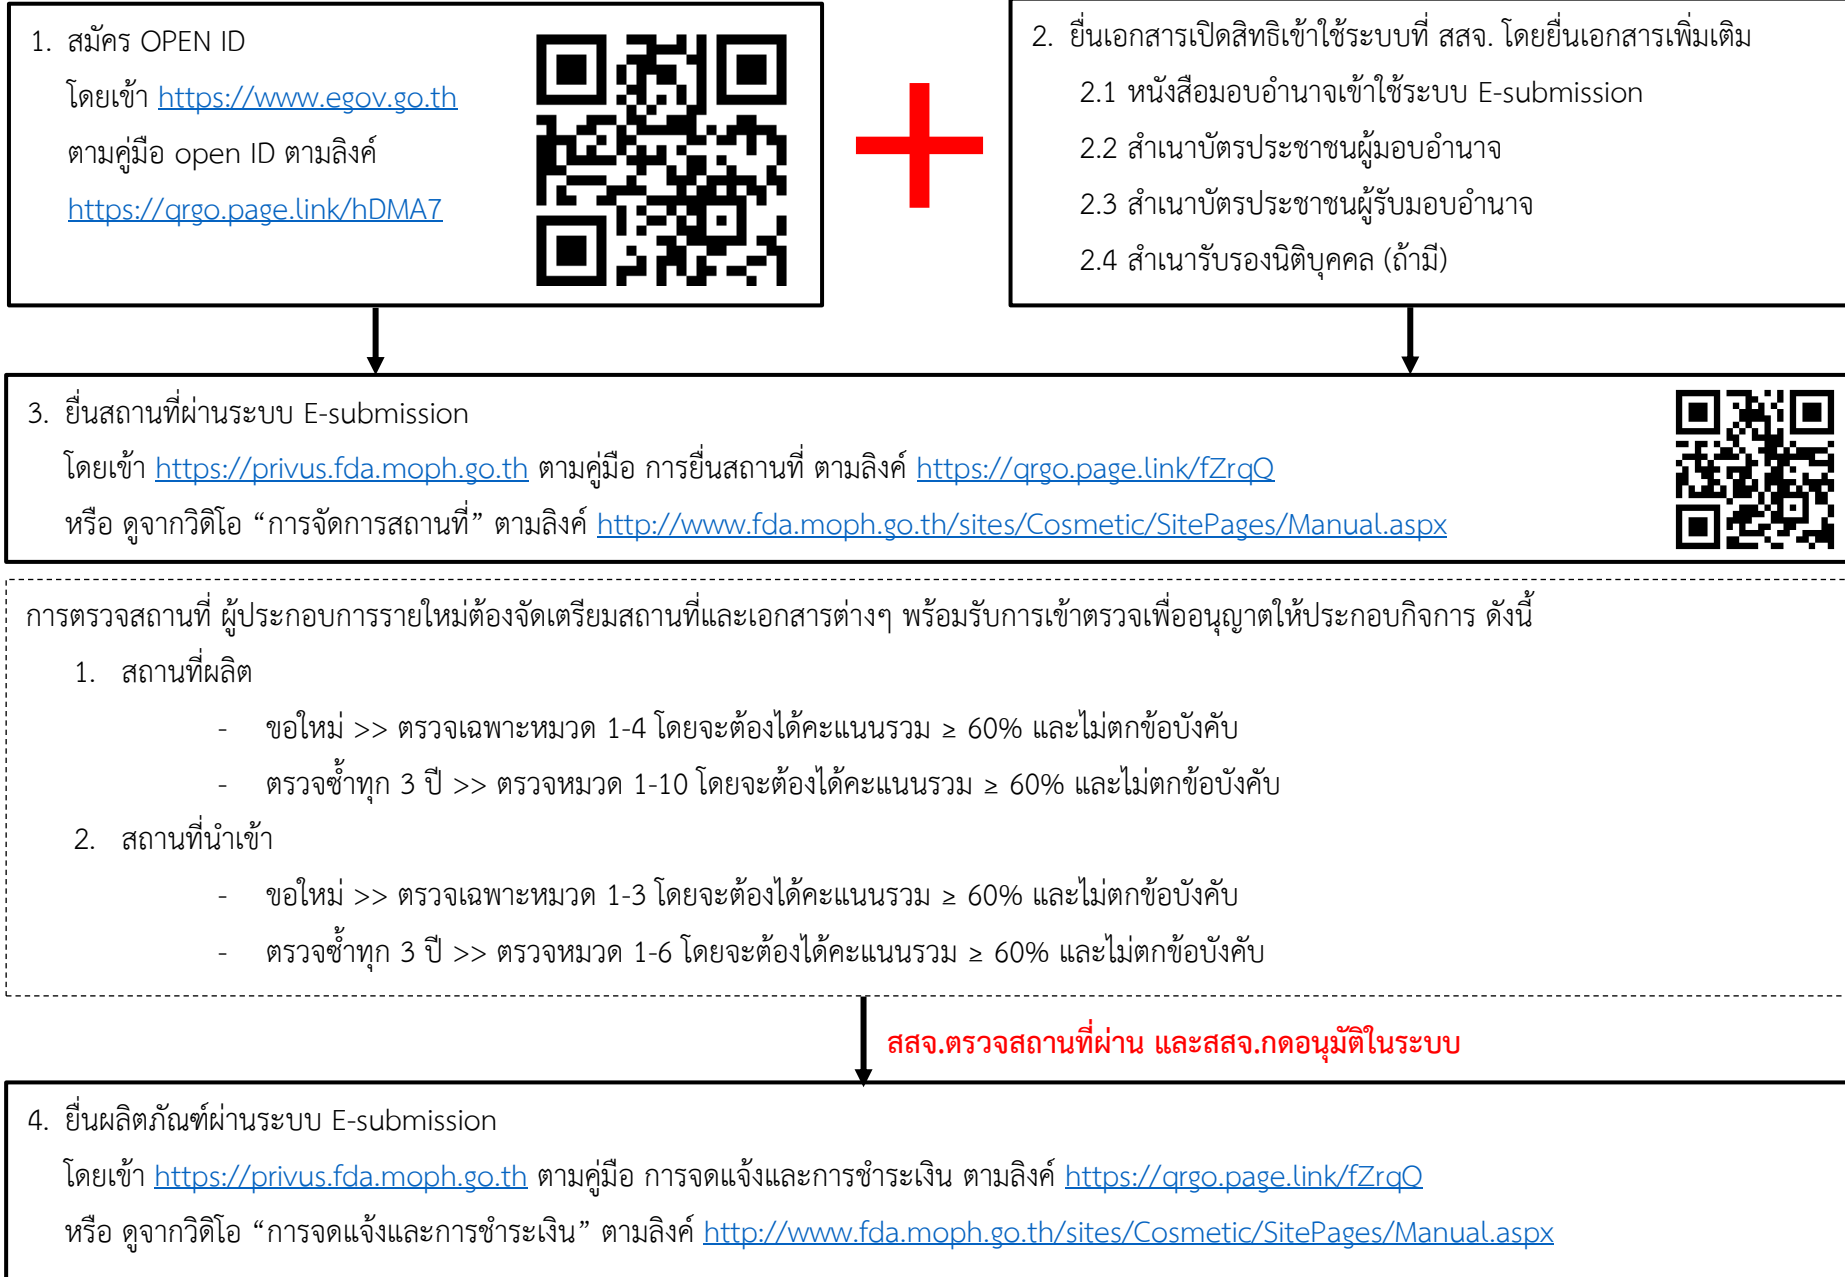 1. สมัคร OPEN ID
โดยเข้า https://www.egov.go.th
ตามคู่มือ open ID ตามลิงค์
https://qrgo.page.link/hDMA7
2. ยื่นเอกสารเปิดสิทธิเข้าใช้ระบบที่ สสจ. โดยยื่นเอกสารเพิ่มเติม
2.1 หนังสือมอบอำนาจเข้าใช้ระบบ E-submission
2.2 สำเนาบัตรประชาชนผู้มอบอำนาจ
2.3 สำเนาบัตรประชาชนผู้รับมอบอำนาจ
2.4 สำเนารับรองนิติบุคคล (ถ้ามี)
3. ยื่นสถานที่ผ่านระบบ E-submission
โดยเข้า https://privus.fda.moph.go.th ตามคู่มือ การยื่นสถานที่ ตามลิงค์ https://qrgo.page.link/fZrqQ
หรือ ดูจากวิดิโอ “การจัดการสถานที่” ตามลิงค์ http://www.fda.moph.go.th/sites/Cosmetic/SitePages/Manual.aspx
การตรวจสถานที่ ผู้ประกอบการรายใหม่ต้องจัดเตรียมสถานที่และเอกสารต่างๆ พร้อมรับการเข้าตรวจเพื่ออนุญาตให้ประกอบกิจการ ดังนี้
1. สถานที่ผลิต
- ขอใหม่ >> ตรวจเฉพาะหมวด 1-4 โดยจะต้องได้คะแนนรวม ≥ 60% และไม่ตกข้อบังคับ
- ตรวจซ้ำทุก 3 ปี >> ตรวจหมวด 1-10 โดยจะต้องได้คะแนนรวม ≥ 60% และไม่ตกข้อบังคับ
2. สถานที่นำเข้า
- ขอใหม่ >> ตรวจเฉพาะหมวด 1-3 โดยจะต้องได้คะแนนรวม ≥ 60% และไม่ตกข้อบังคับ
- ตรวจซ้ำทุก 3 ปี >> ตรวจหมวด 1-6 โดยจะต้องได้คะแนนรวม ≥ 60% และไม่ตกข้อบังคับ
สสจ.ตรวจสถานที่ผ่าน และสสจ.กดอนุมัติในระบบ
4. ยื่นผลิตภัณฑ์ผ่านระบบ E-submission
โดยเข้า https://privus.fda.moph.go.th ตามคู่มือ การจดแจ้งและการชำระเงิน ตามลิงค์ https://qrgo.page.link/fZrqQ
หรือ ดูจากวิดิโอ “การจดแจ้งและการชำระเงิน” ตามลิงค์ http://www.fda.moph.go.th/sites/Cosmetic/SitePages/Manual.aspx